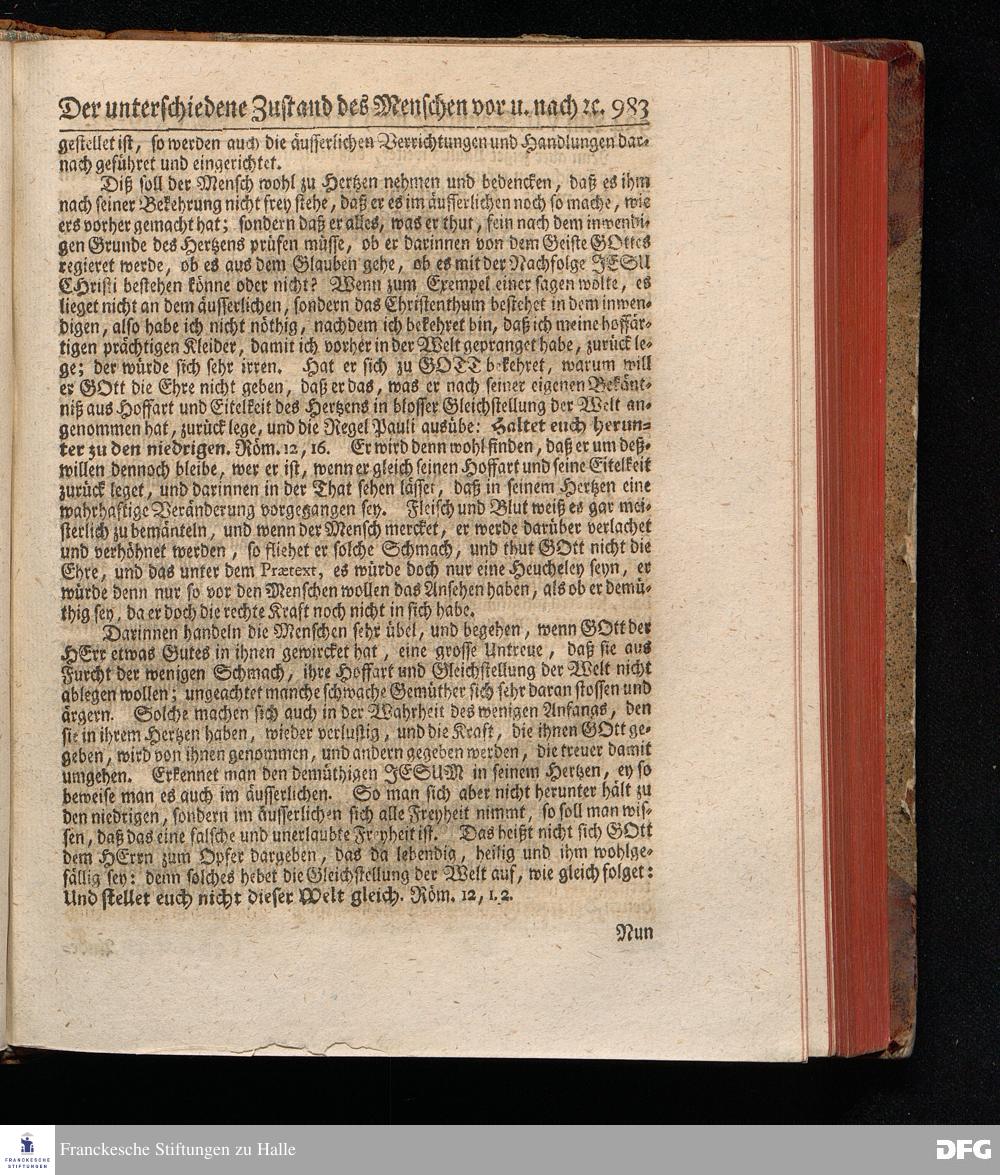 Der unterschiedene Zustand des Menschen vor u. nach ꝛc. 983
gestellet ist, so werden auch die äusserlichen Verrichtungen und Handlungen dar-
nach geführet und eingerichtet.
Diß soll der Mensch wohl zu Hertzen nehmen und bedencken, daß es ihm
nach seiner Bekehrung nicht frey stehe, daß er es im äusserlichen noch so mache, wie
ers vorher gemacht hat; sondern daß er alles, was er thut, fein nach dem inwendi-
gen Grunde des Hertzens prüfen müsse, ob er darinnen von dem Geiste GOttes
regieret werde, ob es aus dem Glauben gehe, ob es mit der Nachfolge JESU
CHristi bestehen könne oder nicht? Wenn zum Exempel einer sagen wolte, es
lieget nicht an dem äusserlichen, sondern das Christenthum bestehet in dem inwen-
digen, also habe ich nicht nöthig, nachdem ich bekehret bin, daß ich meine hoffär-
tigen prächtigen Kleider, damit ich vorher in der Welt gepranget habe, zurück le-
ge; der würde sich sehr irren. Hat er sich zu GOTT bekehret, warum will
er GOtt die Ehre nicht geben, daß er das, was er nach seiner eigenen Bekänt-
niß aus Hoffart und Eitelkeit des Hertzens in blosser Gleichstellung der Welt an-
genommen hat, zurück lege, und die Regel Pauli ausübe: Haltet euch herun-
ter zu den niedrigen. Röm. 12, 16. Er wird denn wohl finden, daß er um deß-
willen dennoch bleibe, wer er ist, wenn er gleich seinen Hoffart und seine Eitelkeit
zurück leget, und darinnen in der That sehen lässet, daß in seinem Hertzen eine
wahrhaftige Veränderung vorgegangen sey. Fleisch und Blut weiß es gar mei-
sterlich zu bemänteln, und wenn der Mensch mercket, er werde darüber verlachet
und verhöhnet werden, so fliehet er solche Schmach, und thut GOtt nicht die
Ehre, und das unter dem Prætext, es würde doch nur eine Heucheley seyn, er
würde denn nur so vor den Menschen wollen das Ansehen haben, als ob er demü-
thig sey, da er doch die rechte Kraft noch nicht in sich habe.
Darinnen handeln die Menschen sehr übel, und begehen, wenn GOtt der
HErr etwas Gutes in ihnen gewircket hat, eine grosse Untreue, daß sie aus
Furcht der wenigen Schmach, ihre Hoffart und Gleichstellung der Welt nicht
ablegen wollen; ungeachtet manche schwache Gemüther sich sehr daran stossen und
ärgern. Solche machen sich auch in der Wahrheit des wenigen Anfangs, den
sie in ihrem Hertzen haben, wieder verlustig, und die Kraft, die ihnen GOtt ge-
geben, wird von ihnen genommen, und andern gegeben werden, die treuer damit
umgehen. Erkennet man den demüthigen JESUM in seinem Hertzen, ey so
beweise man es auch im äusserlichen. So man sich aber nicht herunter hält zu
den niedrigen, sondern im äusserlichen sich alle Freyheit nimmt, so soll man wis-
sen, daß das eine falsche und unerlaubte Freyheit ist. Das heißt nicht sich GOtt
dem HErrn zum Opfer dargeben, das da lebendig, heilig und ihm wohlge-
fällig sey: denn solches hebet die Gleichstellung der Welt auf, wie gleich folget:
Und stellet euch nicht dieser Welt gleich. Röm. 12, 1. 2.
Nun
FRANCKESCHE
STIFTUNGEN
Franckesche Stiftungen zu Halle
DFG